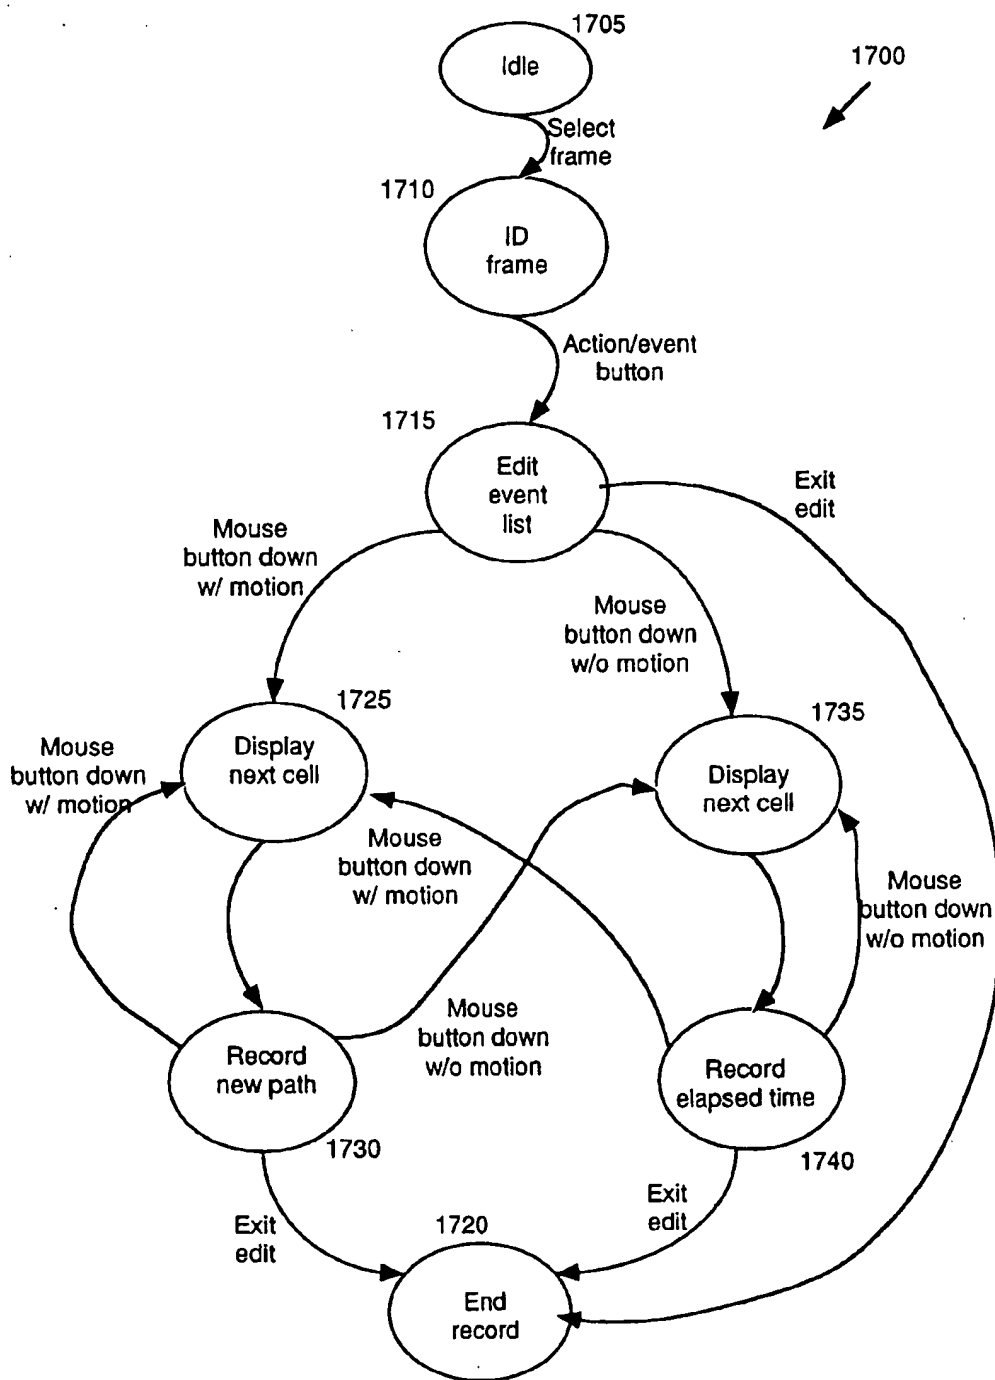 1705
Idle
1700
Select
frame
1710
ID
frame
Action/event
button
1715
Edit
event
list
Exit
edit
Mouse
button down
w/ motion
Mouse
button down
w/o motion
1725
Display
next cell
1735
Display
next cell
Mouse
button down
w/ motion
Mouse
button down
w/ motion
Mouse
button down
w/o motion
Mouse
button down
w/o motion
Record
new path
1730
Record
elapsed time
1740
Exit
edit
Exit
edit
1720
End
record